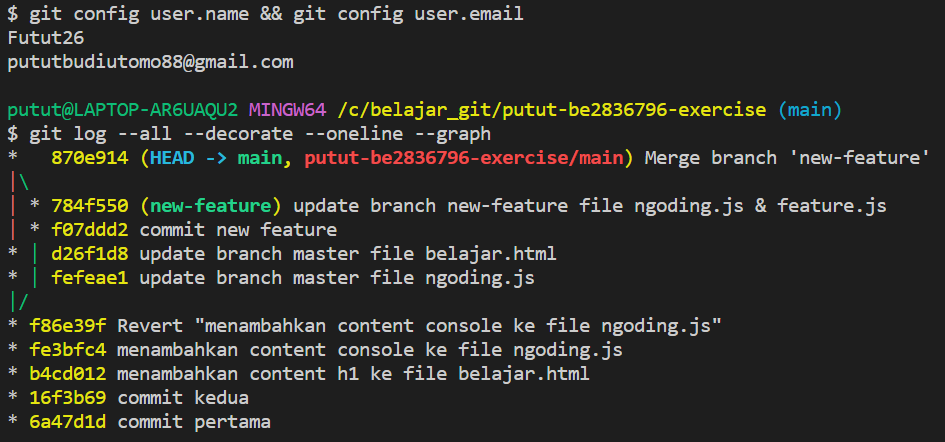 $ git config user.name && git config user.email
Futut26
pututbudiutomo88@gmail.com
putut@LAPTOP-AR6UAQU2 MINGW64 /c/belajar_git/putut-be2836796-exercise (main)
$ git log --all --decorate --oneline --graph
*   870e914 (HEAD -> main, putut-be2836796-exercise/main) Merge branch 'new-feature'
|\
| * 784f550 (new-feature) update branch new-feature file ngoding.js & feature.js
| * f07ddd2 commit new feature
* | d26f1d8 update branch master file belajar.html
* | fefeae1 update branch master file ngoding.js
|/
* f86e39f Revert "menambahkan content console ke file ngoding.js"
* fe3bfc4 menambahkan content console ke file ngoding.js
* b4cd012 menambahkan content h1 ke file belajar.html
* 16f3b69 commit kedua
* 6a47d1d commit pertama